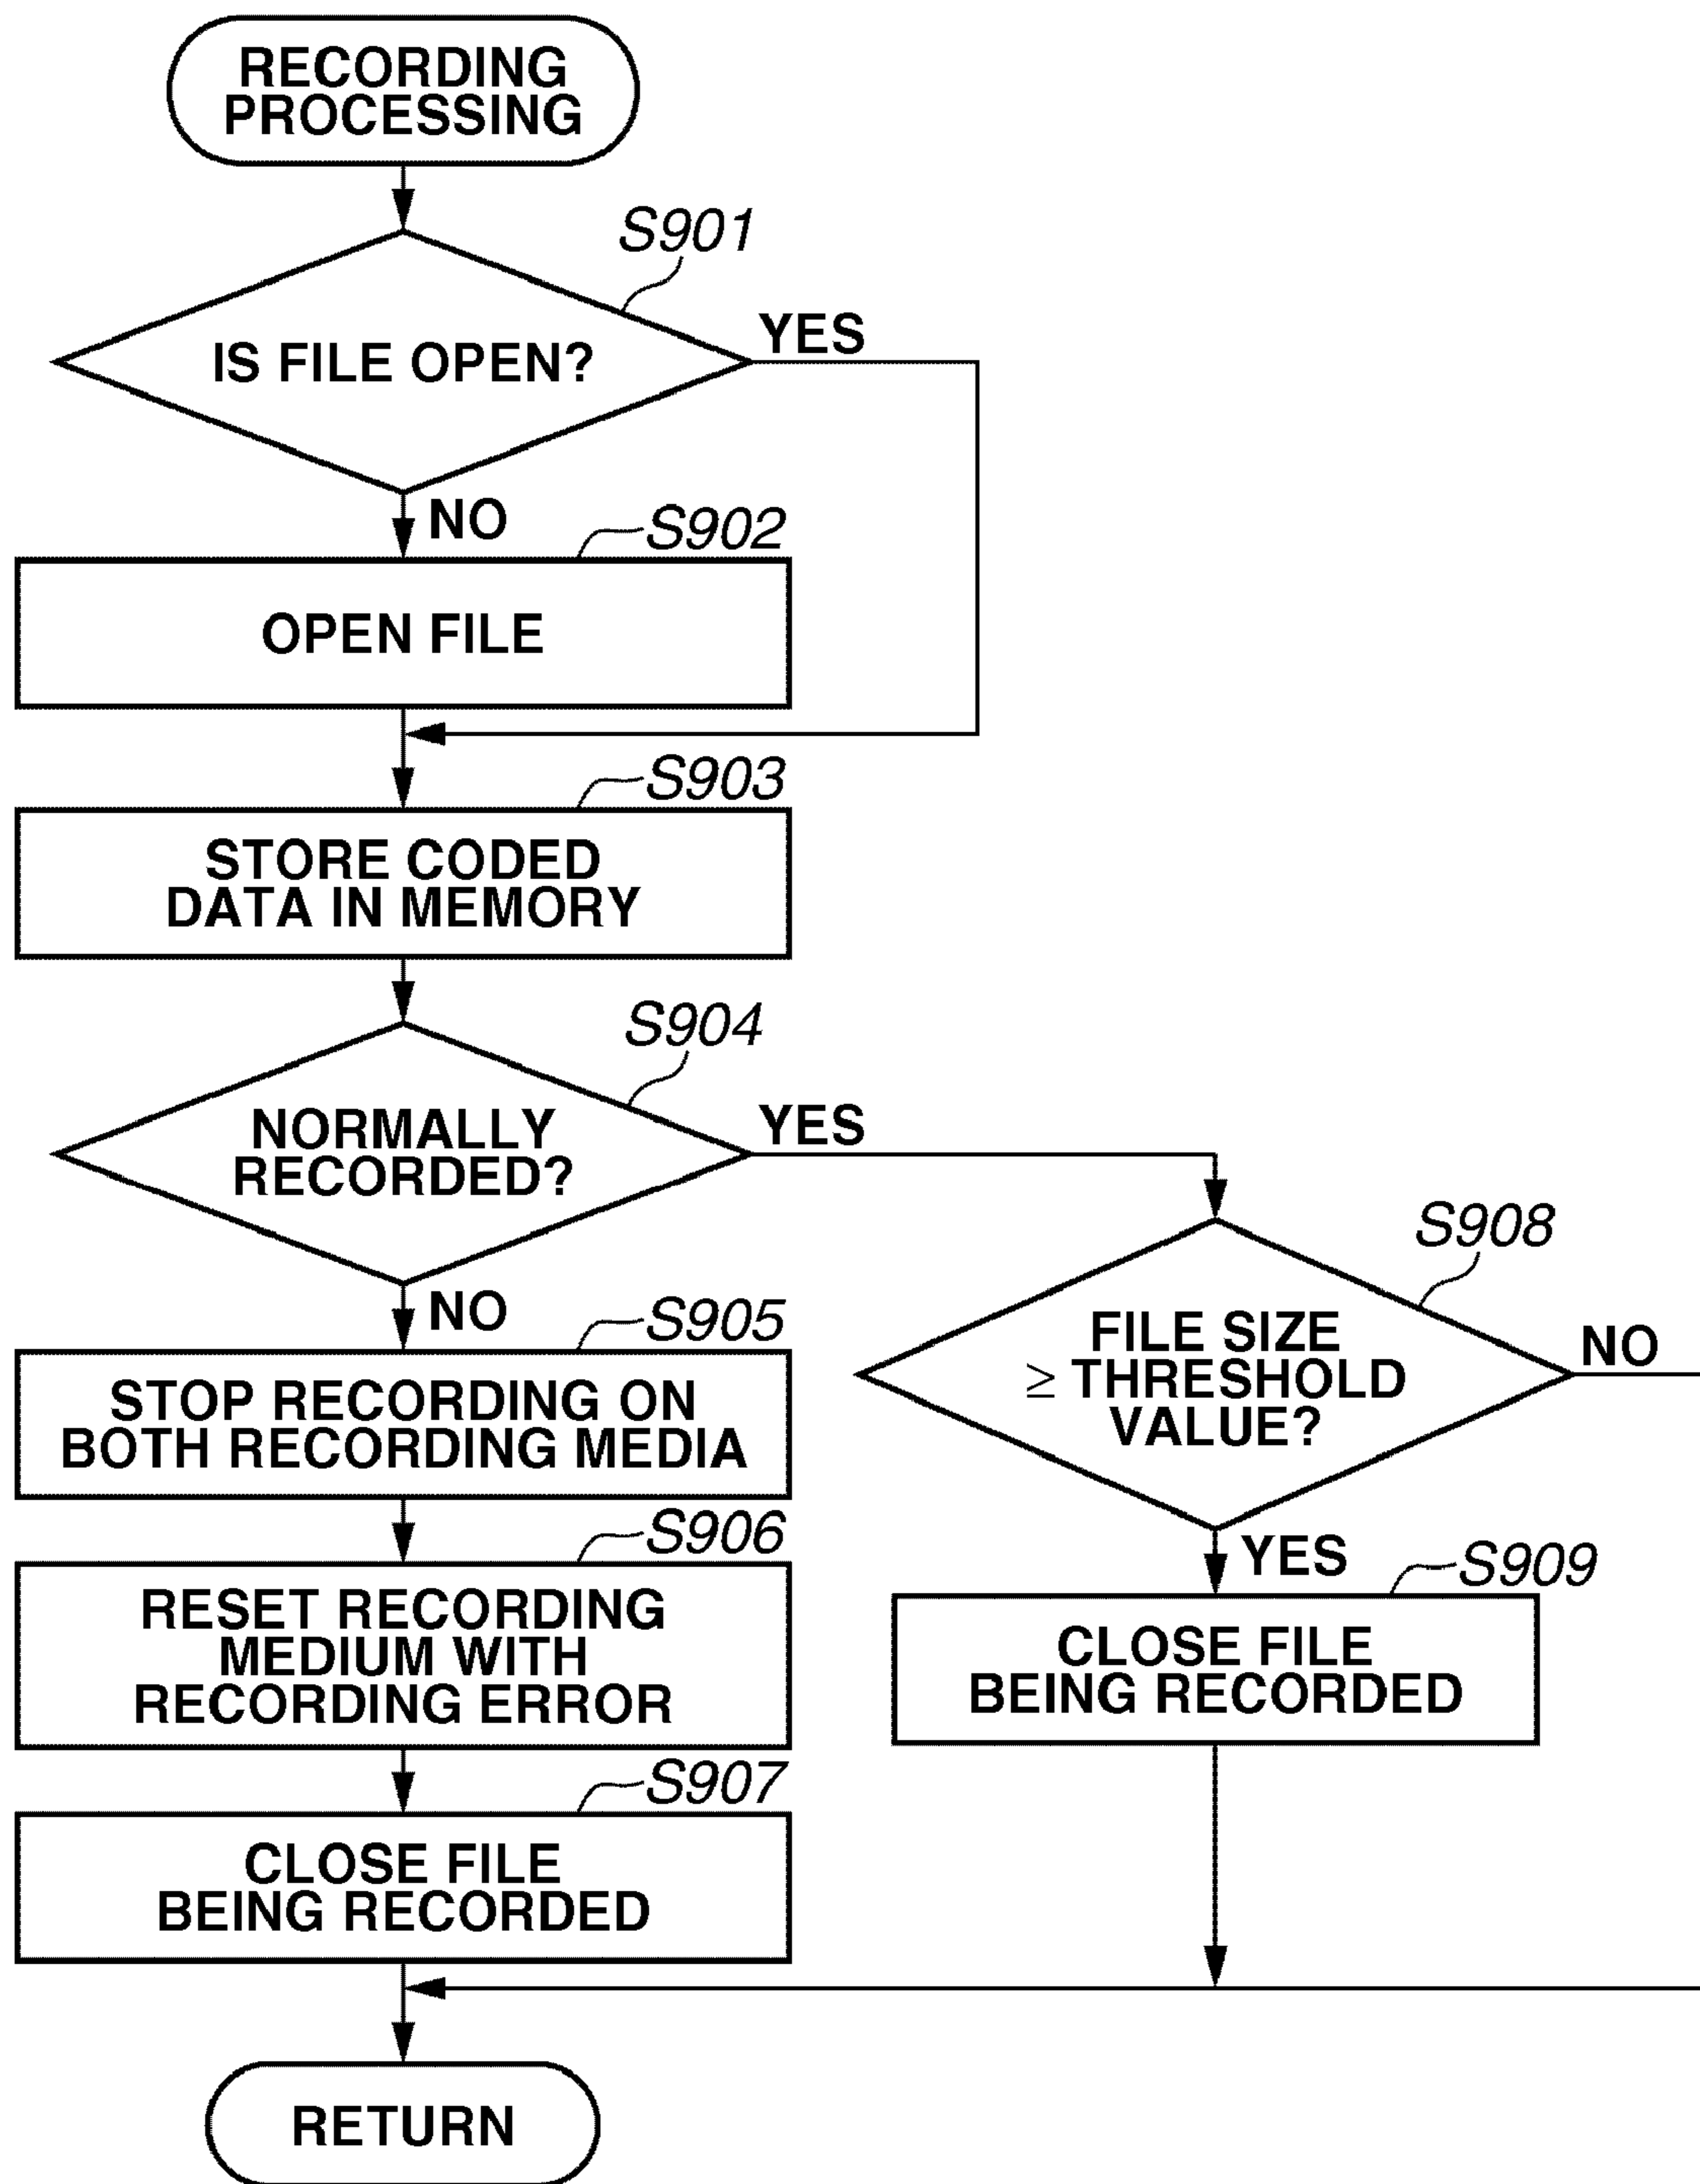 RECORDING
PROCESSING
S901
IS FILE OPEN?
YES
NO
S902
OPEN FILE
S903
STORE CODED
DATA IN MEMORY
S904
NORMALLY
RECORDED?
YES
NO
S905
STOP RECORDING ON
BOTH RECORDING MEDIA
S906
RESET RECORDING
MEDIUM WITH
RECORDING ERROR
S907
CLOSE FILE
BEING RECORDED
S908
FILE SIZE
≥ THRESHOLD
VALUE?
NO
YES
S909
CLOSE FILE
BEING RECORDED
RETURN